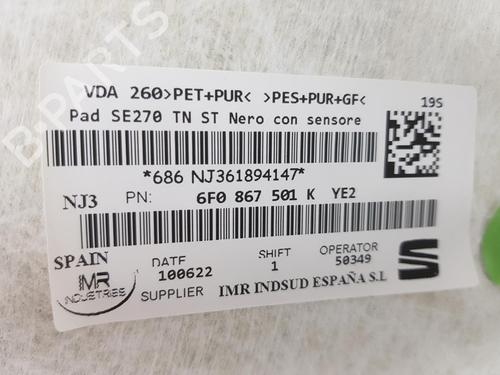 VDA 260>PET+PUR< >PES+PUR+GF<
19S
Pad SE270 TN ST Nero con sensore
*686 NJ361894147*
NJ3 PN: 6F0 867 501 K YE2
SPAIN
DATE SHIFT OPERATOR
100622 1 50349
IMR
INDUSTRIES
SUPPLIER IMR INDSUD ESPAÑA S.L
B-PARTS